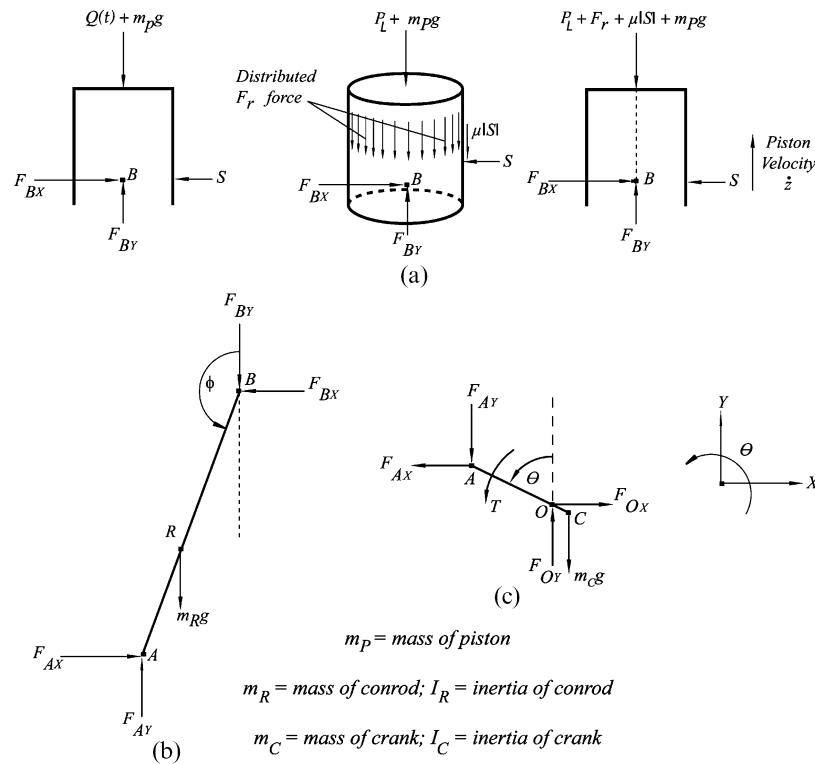 Q(t) + m_P g
F_BX
B
S
F_BY
P_L + m_P g
Distributed
F_r force
μ|S|
S
F_BX
B
F_BY
P_L + F_r + μ|S| + m_P g
Piston
Velocity
ż
F_BX
B
S
F_BY
(a)
F_BY
ϕ
B
F_BX
R
m_R g
F_AX
A
F_AY
(b)
F_AY
F_AX
A
θ
T
O
C
F_OX
F_OY
m_C g
(c)
Y
θ
X
m_P = mass of piston
m_R = mass of conrod; I_R = inertia of conrod
m_C = mass of crank; I_C = inertia of crank